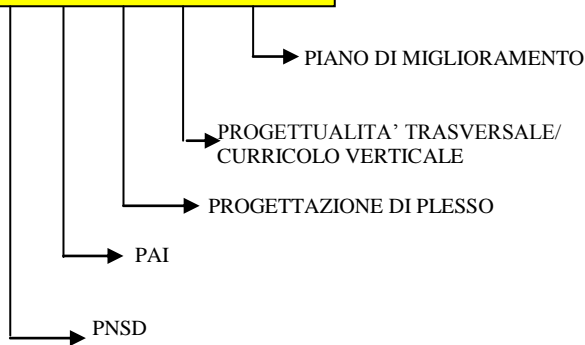 PIANO DI MIGLIORAMENTO
PROGETTUALITA’ TRASVERSALE/
CURRICOLO VERTICALE
PROGETTAZIONE DI PLESSO
PAI
PNSD